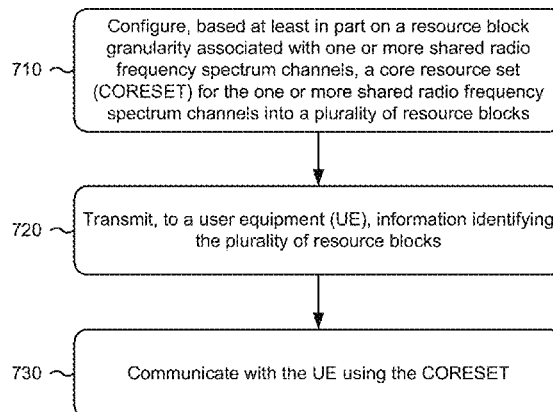 710
Configure, based at least in part on a resource block
granularity associated with one or more shared radio
frequency spectrum channels, a core resource set
(CORESET) for the one or more shared radio frequency
spectrum channels into a plurality of resource blocks
720
Transmit, to a user equipment (UE), information identifying
the plurality of resource blocks
730
Communicate with the UE using the CORESET